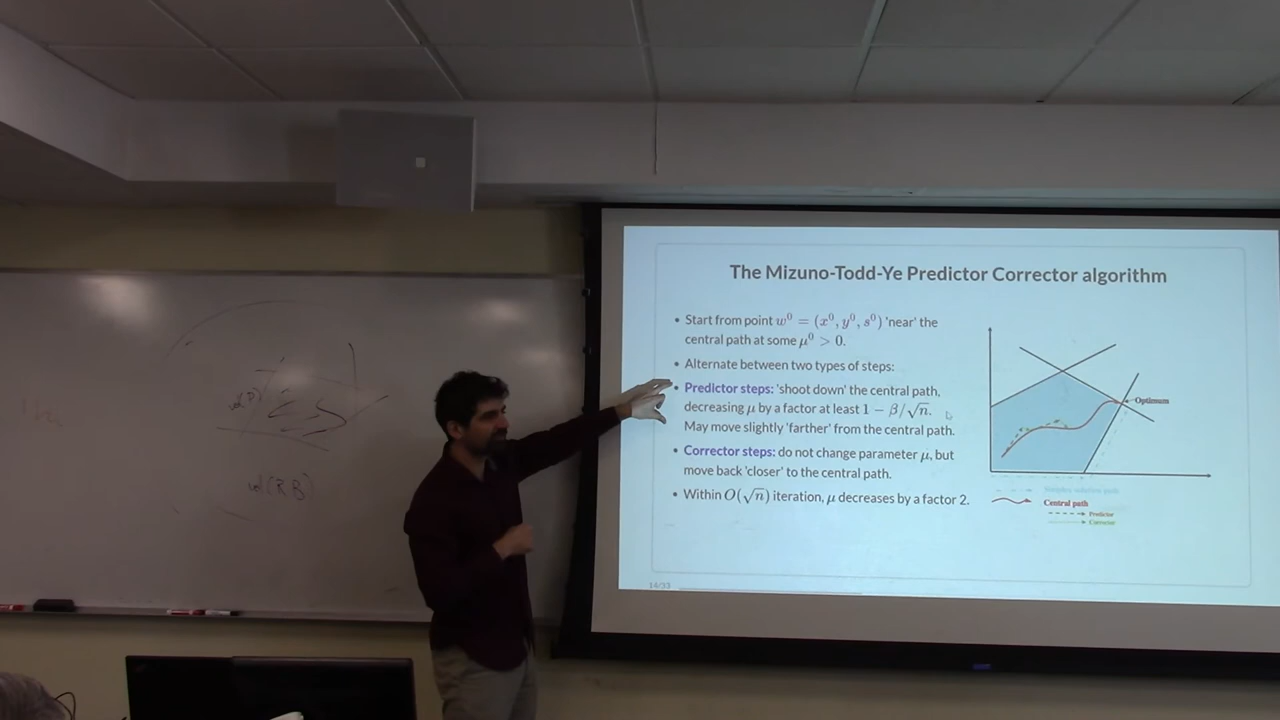 The Mizuno-Todd-Ye Predictor Corrector algorithm
• Start from point w⁰ = (x⁰, y⁰, s⁰) 'near' the
central path at some μ⁰ > 0.
• Alternate between two types of steps:
• Predictor steps: 'shoot down' the central path,
decreasing μ by a factor at least 1 − β/√n.
May move slightly 'farther' from the central path.
• Corrector steps: do not change parameter μ, but
move back 'closer' to the central path.
• Within O(√n) iteration, μ decreases by a factor 2.
Optimum
Simplex solution path
Central path
Predictor
Corrector
14/33